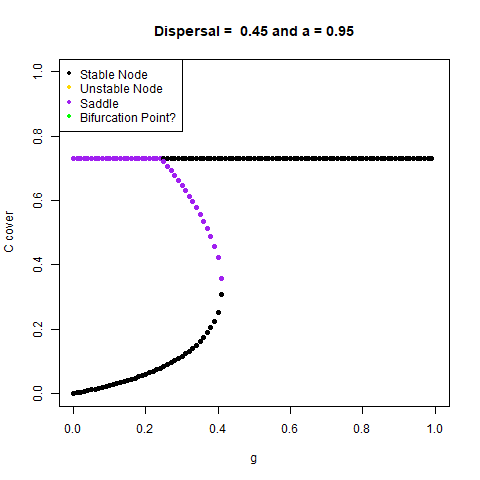 Dispersal =  0.45 and a = 0.95
Stable Node
Unstable Node
Saddle
Bifurcation Point?
1.0
0.8
0.6
0.4
0.2
0.0
C cover
0.0 0.2 0.4 0.6 0.8 1.0
g